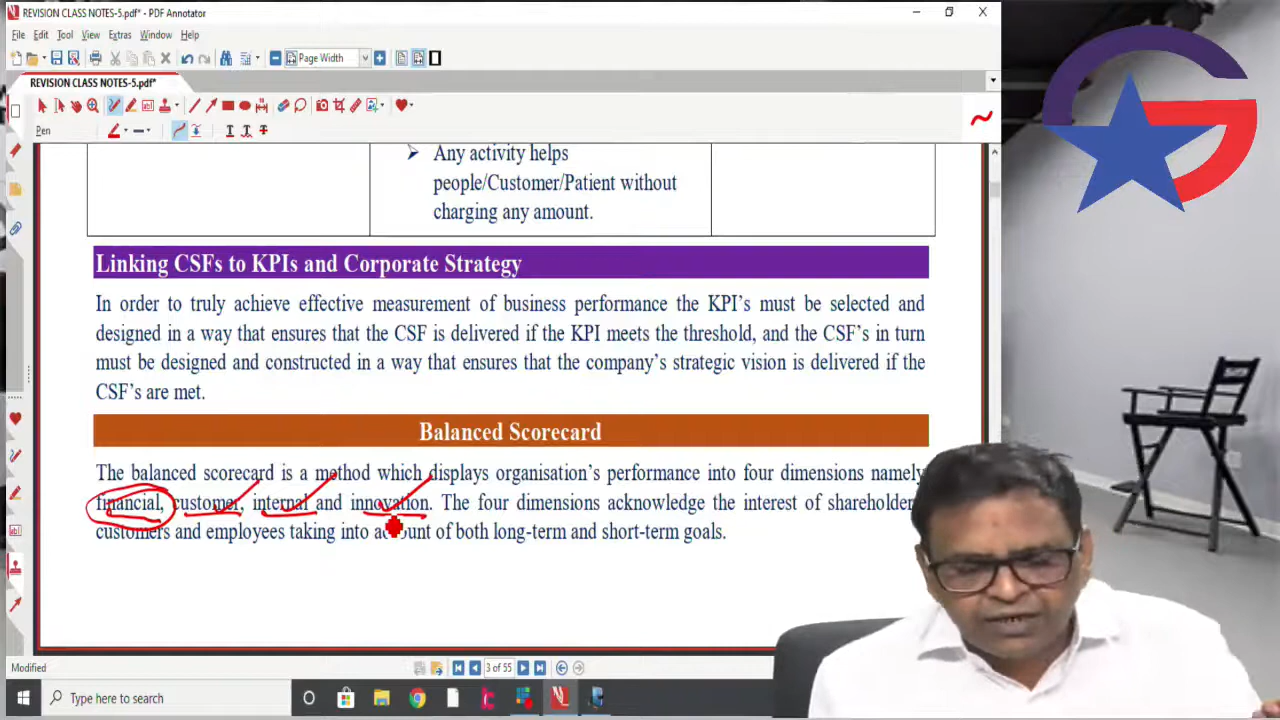 REVISION CLASS NOTES-5.pdf* - PDF Annotator
File Edit Tool View Extras Window Help
Page Width
REVISION CLASS NOTES-5.pdf*
Pen
T T T
➢ Any activity helps
people/Customer/Patient without
charging any amount.
Linking CSFs to KPIs and Corporate Strategy
In order to truly achieve effective measurement of business performance the KPI's must be selected and
designed in a way that ensures that the CSF is delivered if the KPI meets the threshold, and the CSF's in turn
must be designed and constructed in a way that ensures that the company's strategic vision is delivered if the
CSF's are met.
Balanced Scorecard
The balanced scorecard is a method which displays organisation's performance into four dimensions namely
financial, customer, internal and innovation. The four dimensions acknowledge the interest of
customers and employees taking into account of both long-term and short-term goals.
Modified
3 of 55
Type here to search
G